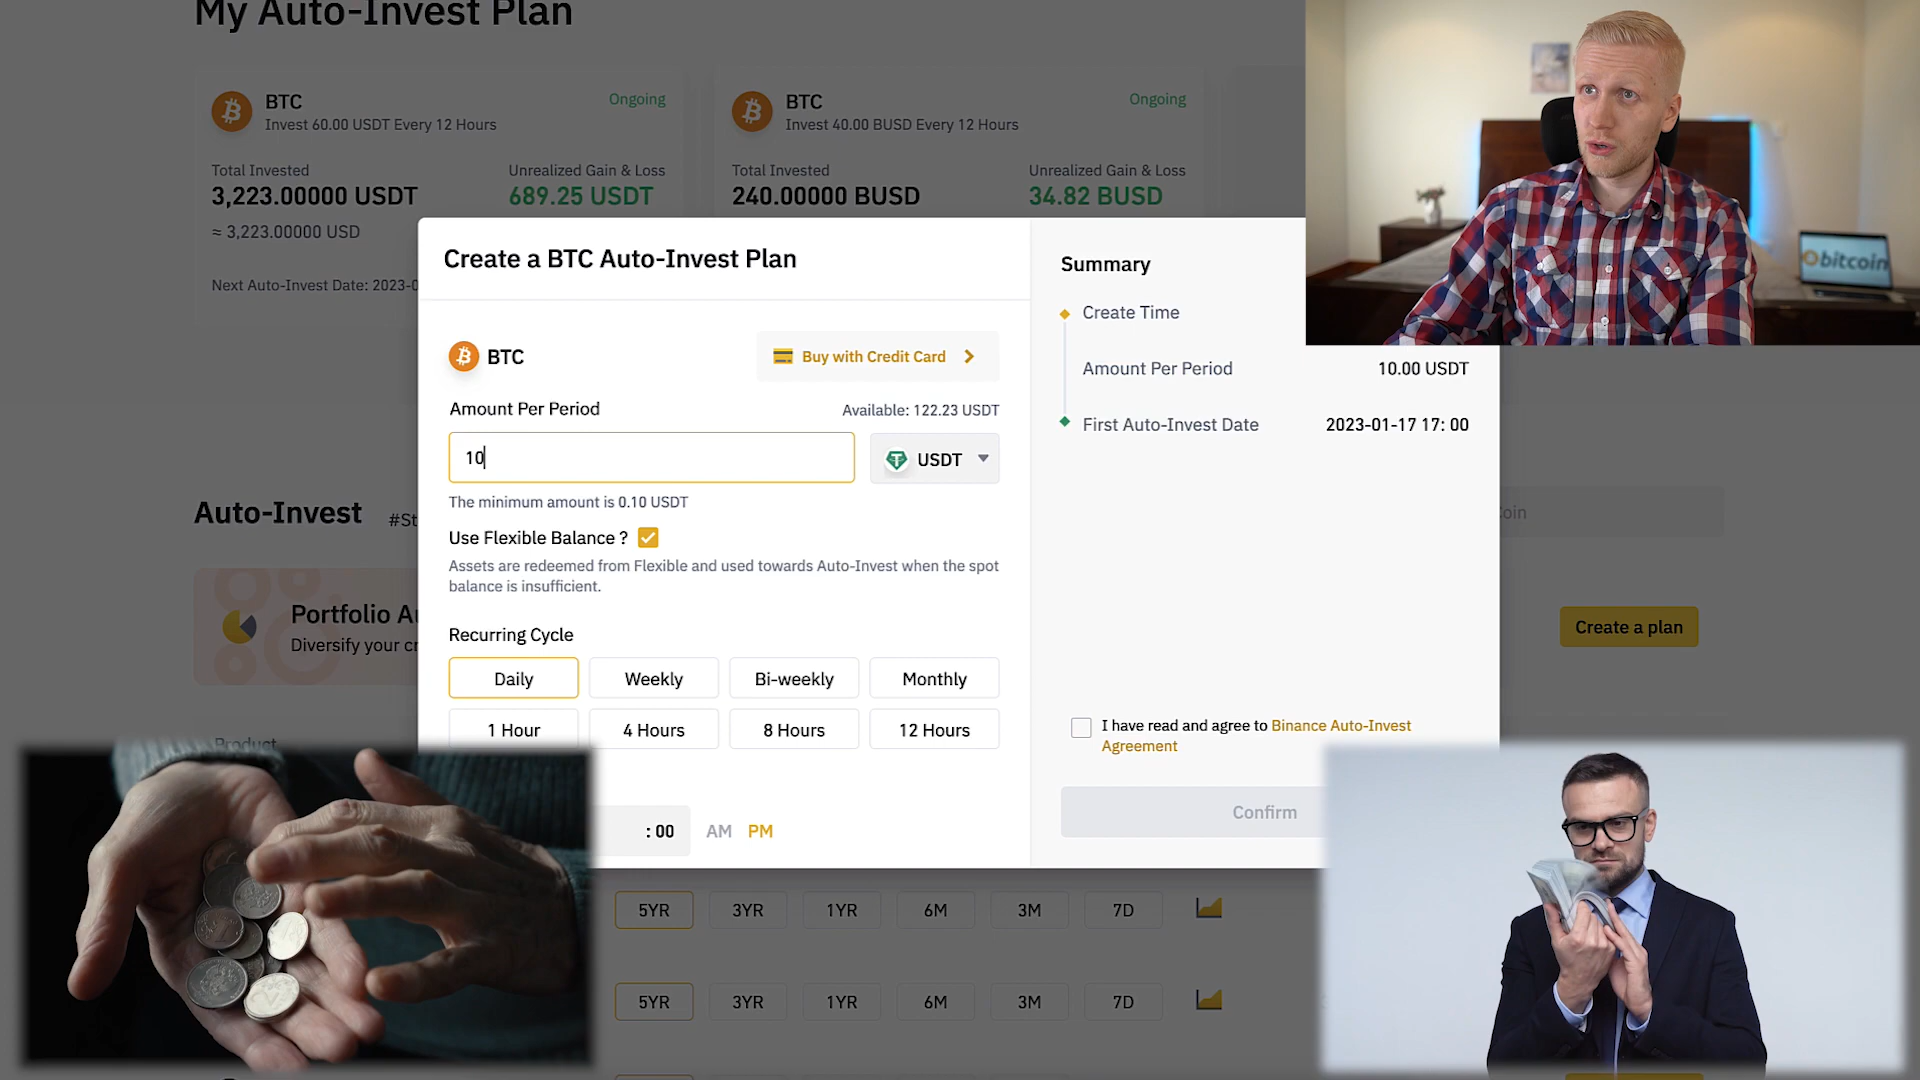 My Auto-Invest Plan
BTC
Ongoing
Invest 60.00 USDT Every 12 Hours
Total Invested
Unrealized Gain & Loss
3,223.00000 USDT
689.25 USDT
≈ 3,223.00000 USD
Next Auto-Invest Date: 2023-0
BTC
Ongoing
Invest 40.00 BUSD Every 12 Hours
Total Invested
Unrealized Gain & Loss
240.00000 BUSD
34.82 BUSD
bitcoin
Create a BTC Auto-Invest Plan
BTC
Buy with Credit Card
Amount Per Period
Available: 122.23 USDT
10
USDT
The minimum amount is 0.10 USDT
Use Flexible Balance ?
Assets are redeemed from Flexible and used towards Auto-Invest when the spot
balance is insufficient.
Recurring Cycle
Daily
Weekly
Bi-weekly
Monthly
1 Hour
4 Hours
8 Hours
12 Hours
: 00
AM
PM
Summary
Create Time
Amount Per Period
10.00 USDT
First Auto-Invest Date
2023-01-17 17: 00
I have read and agree to Binance Auto-Invest
Agreement
Confirm
Auto-Invest
#St
oin
Portfolio Au
Diversify your cr
Create a plan
Product
5YR
3YR
1YR
6M
3M
7D
5YR
3YR
1YR
6M
3M
7D